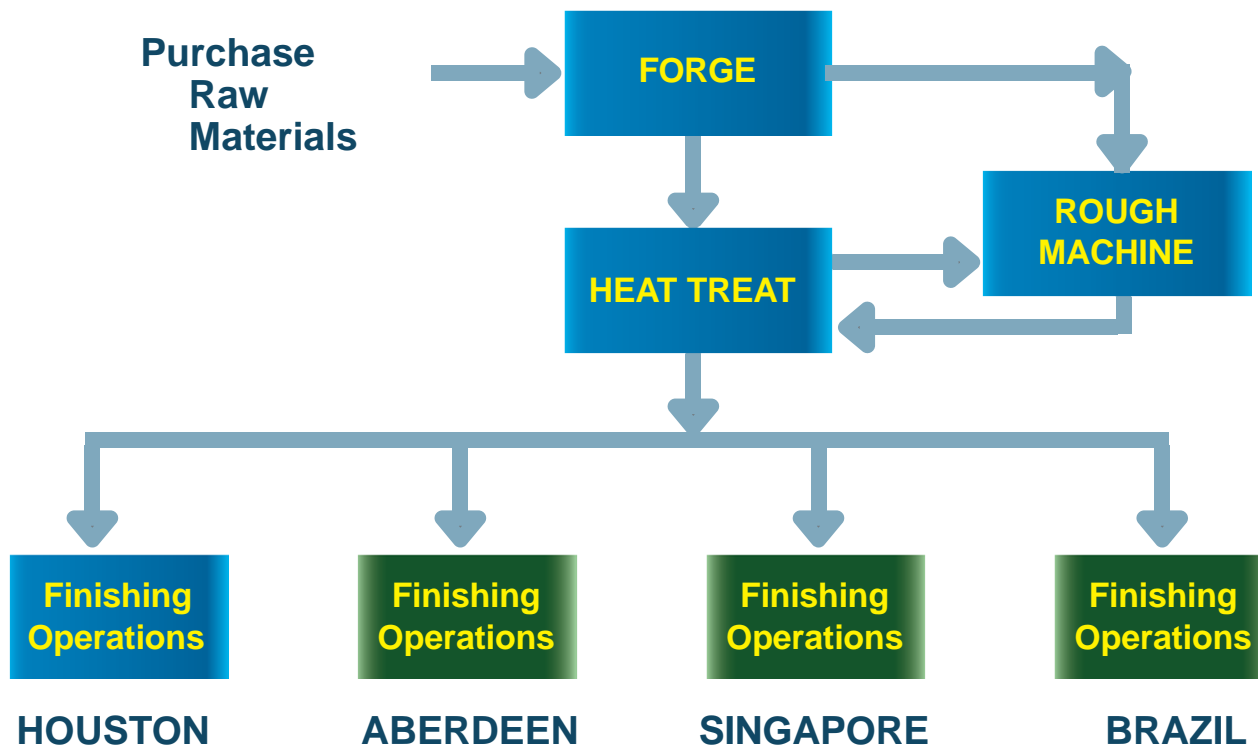 Purchase
Raw
Materials
FORGE
ROUGH
MACHINE
HEAT TREAT
Finishing
Operations
Finishing
Operations
Finishing
Operations
Finishing
Operations
HOUSTON
ABERDEEN
SINGAPORE
BRAZIL